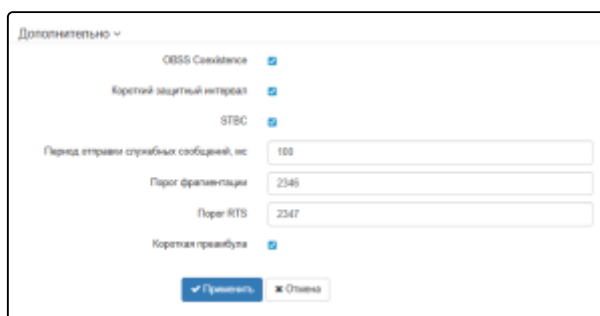 Дополнительно
OBSS Coexistence
Короткий защитный интервал
STBC
Период отправки служебных сообщений, мс
100
Порог фрагментации
2346
Порог RTS
2347
Короткая преамбула
Применить
Отмена